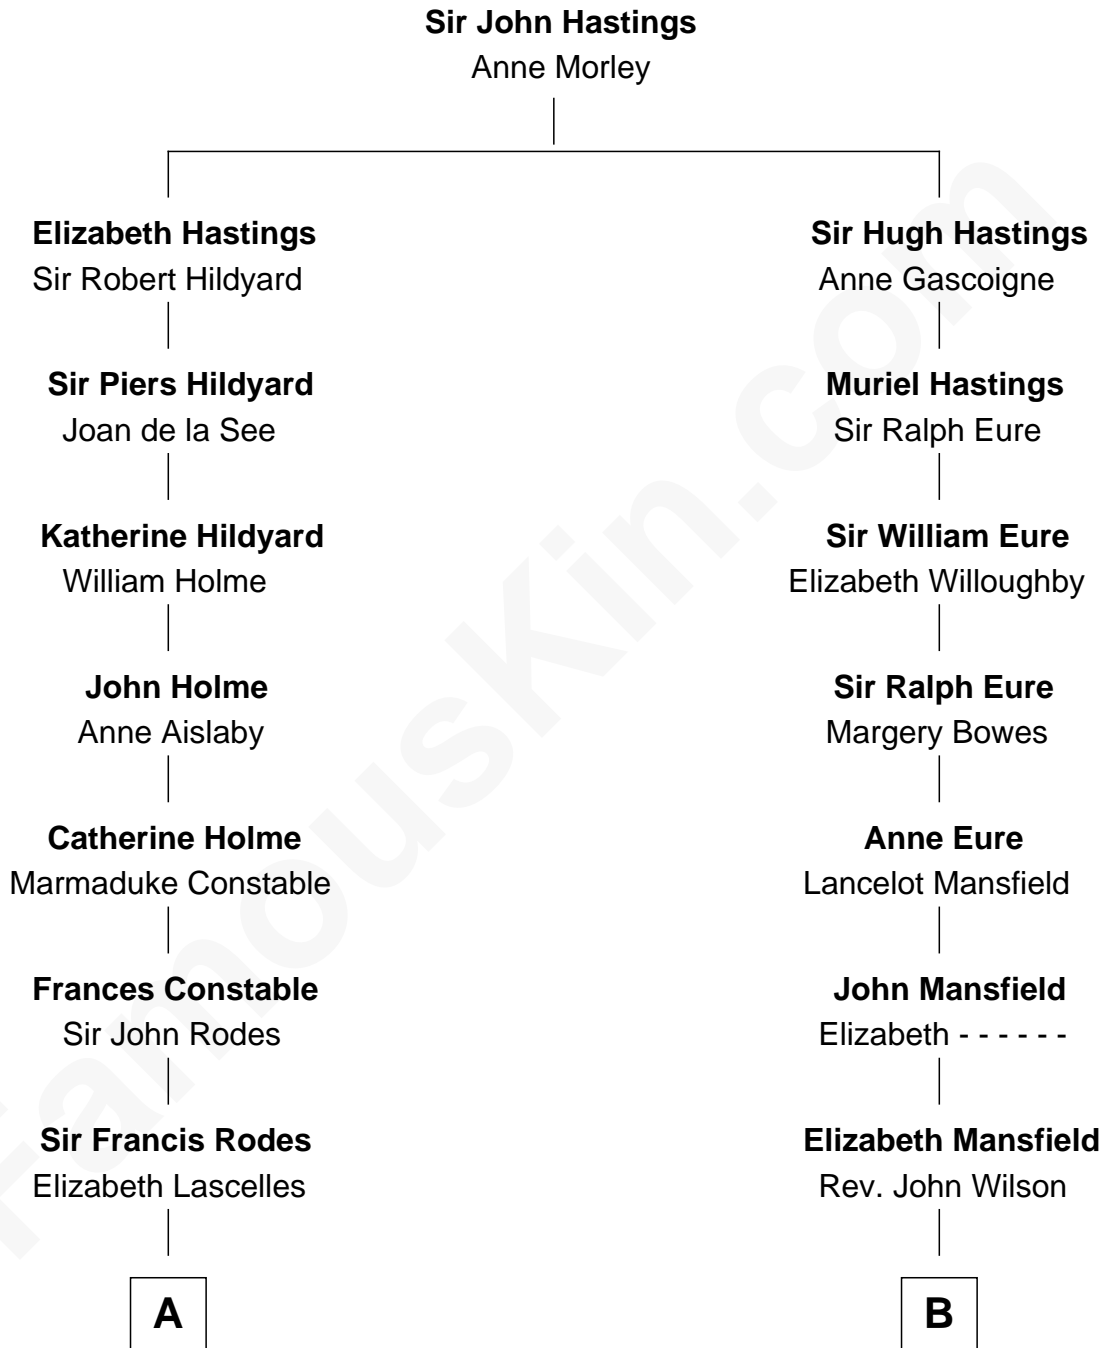 Sir John Hastings
Anne Morley
Elizabeth Hastings
Sir Robert Hildyard
Sir Hugh Hastings
Anne Gascoigne
Sir Piers Hildyard
Joan de la See
Muriel Hastings
Sir Ralph Eure
Katherine Hildyard
William Holme
Sir William Eure
Elizabeth Willoughby
John Holme
Anne Aislaby
Sir Ralph Eure
Margery Bowes
Catherine Holme
Marmaduke Constable
Anne Eure
Lancelot Mansfield
Frances Constable
Sir John Rodes
John Mansfield
Elizabeth - - - - - -
Sir Francis Rodes
Elizabeth Lascelles
Elizabeth Mansfield
Rev. John Wilson
A
B
FamousKin.com